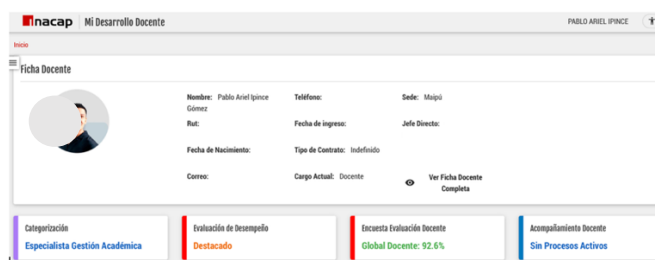 inacap Mi Desarrollo Docente PABLO ARIEL IPINCE
Inicio
Ficha Docente
Nombre: Pablo Ariel Ipince Gómez
Teléfono:
Sede: Maipú
Rut:
Fecha de ingreso:
Jefe Directo:
Fecha de Nacimiento:
Tipo de Contrato: Indefinido
Correo:
Cargo Actual: Docente
Ver Ficha Docente
Completa
Categorización
Especialista Gestión Académica
Evaluación de Desempeño
Destacado
Encuesta Evaluación Docente
Global Docente: 92.6%
Acompañamiento Docente
Sin Procesos Activos